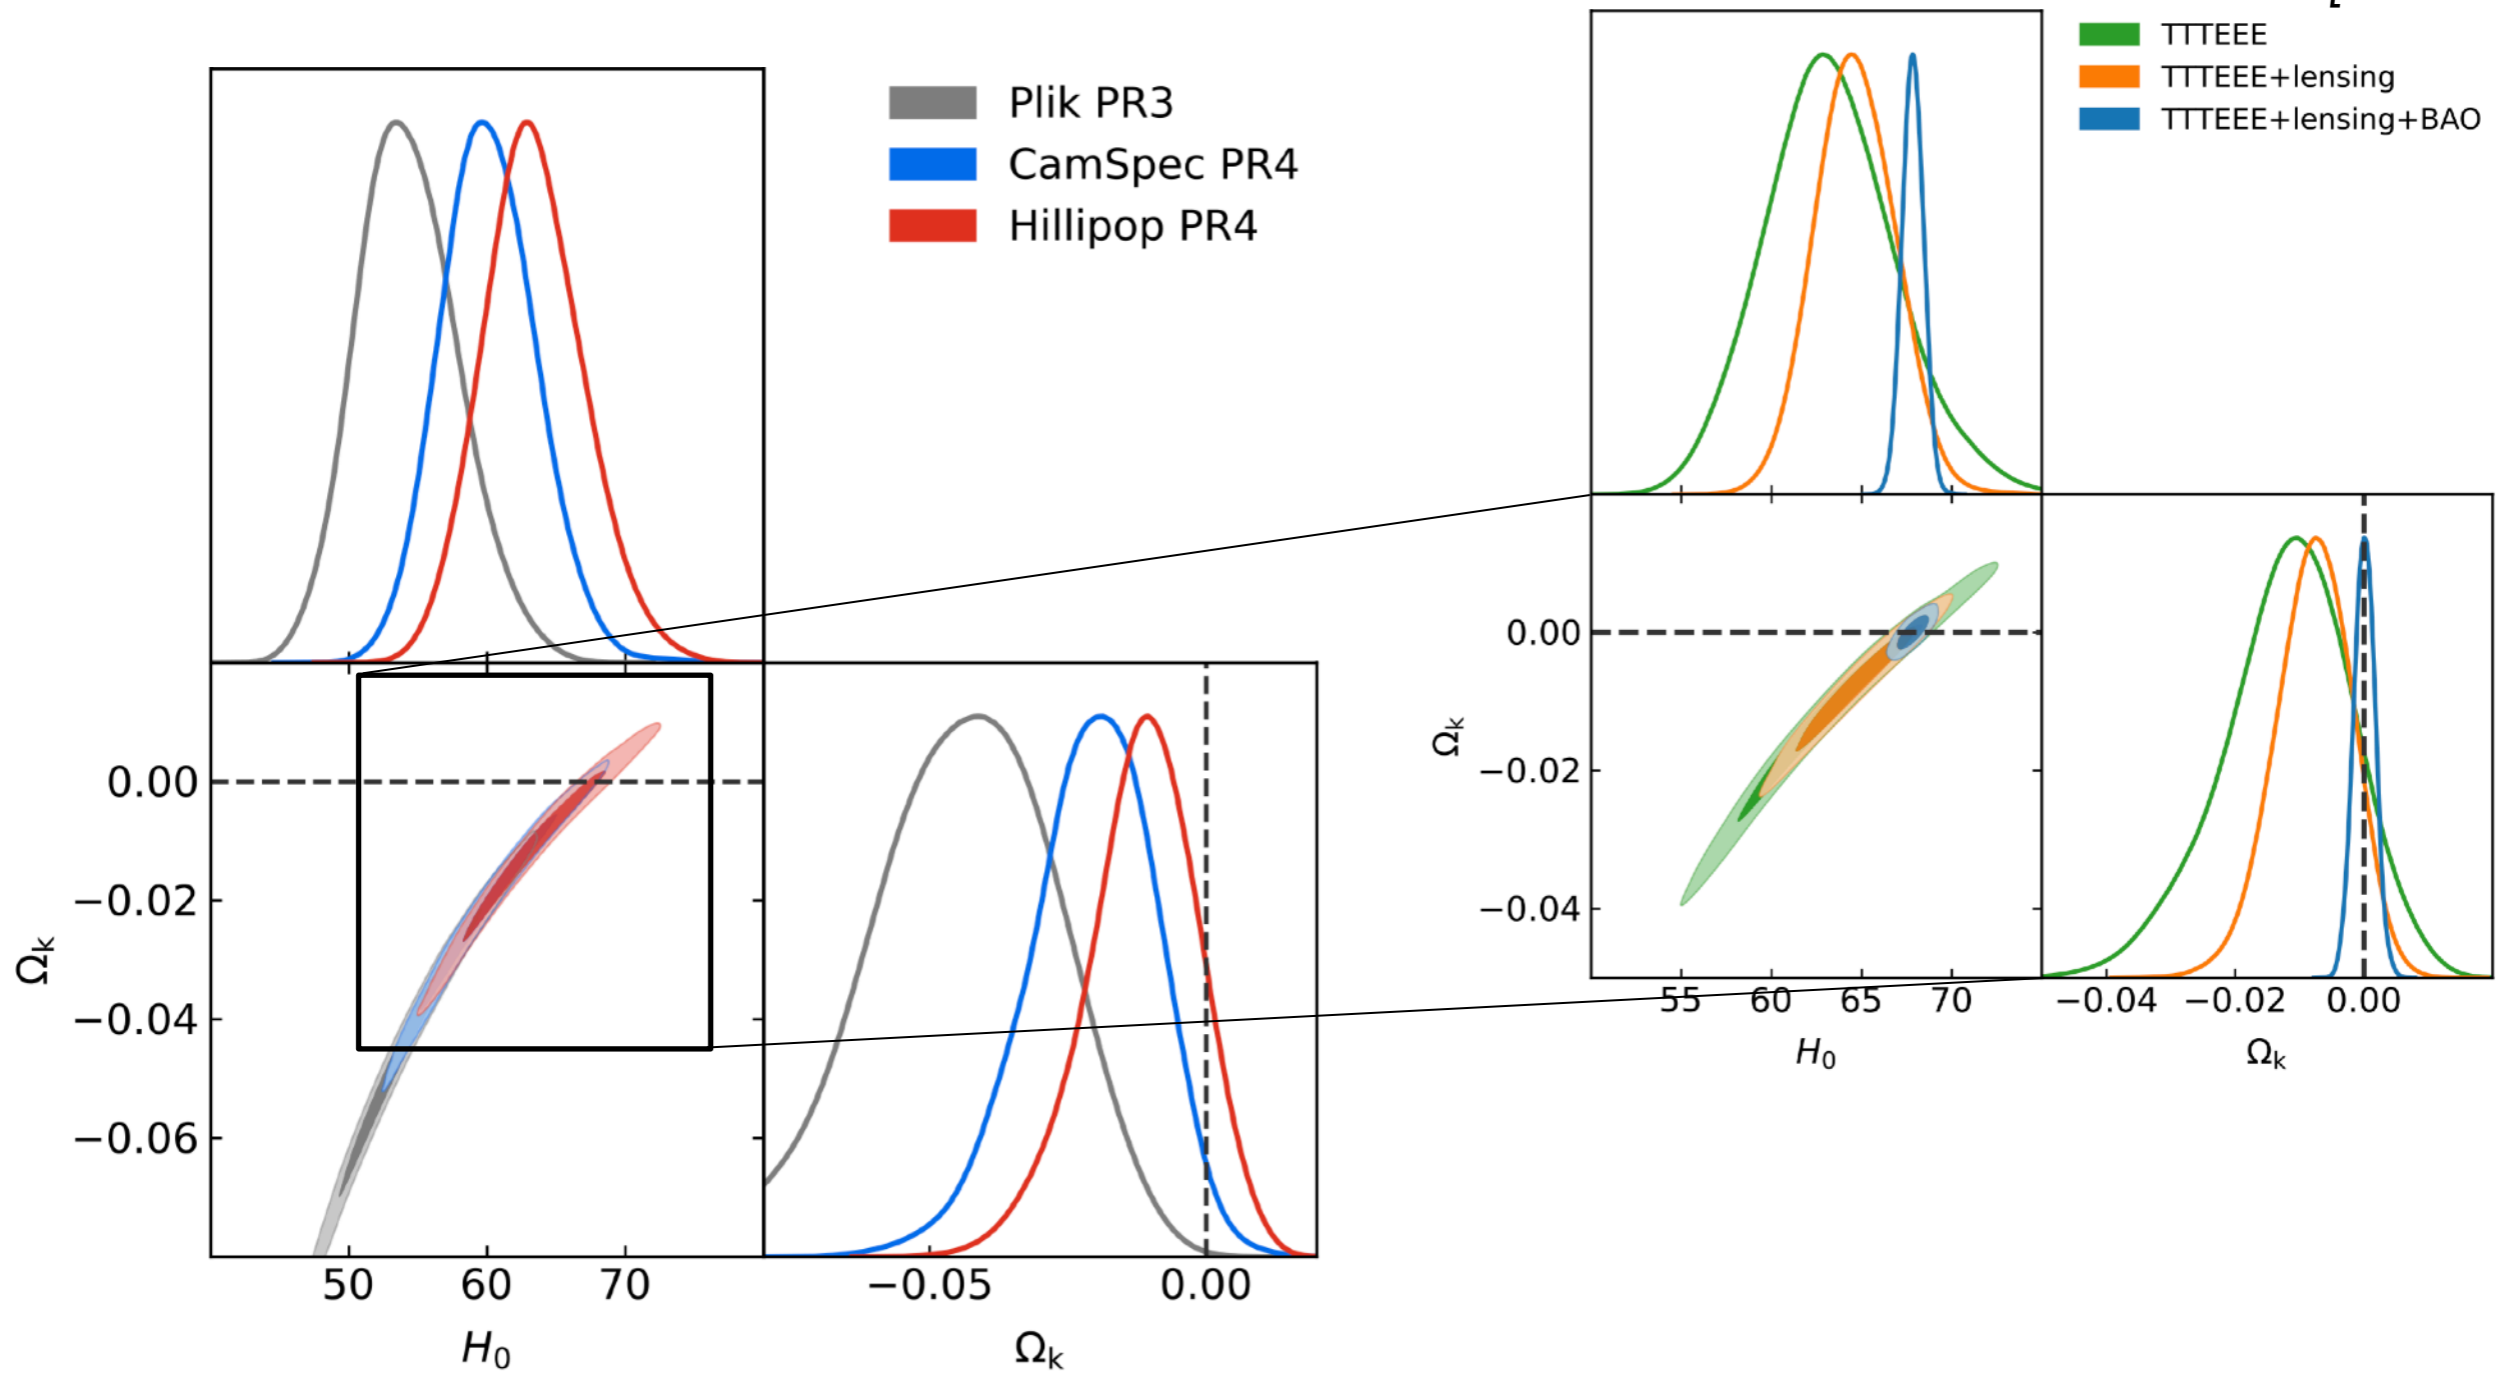 Plik PR3
CamSpec PR4
Hillipop PR4
0.00
−0.02
−0.04
−0.06
Ωk
50 60 70
H0
−0.05 0.00
Ωk
TTTEEE
TTTEEE+lensing
TTTEEE+lensing+BAO
0.00
−0.02
−0.04
Ωk
55 60 65 70
H0
−0.04 −0.02 0.00
Ωk